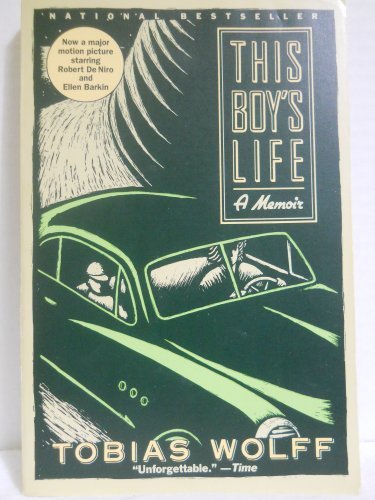 NATIONAL BESTSELLER
Now a major
motion picture
starring
Robert De Niro
and
Ellen Barkin
THIS
BOY'S
LIFE
A Memoir
TOBIAS WOLFF
"Unforgettable." —Time